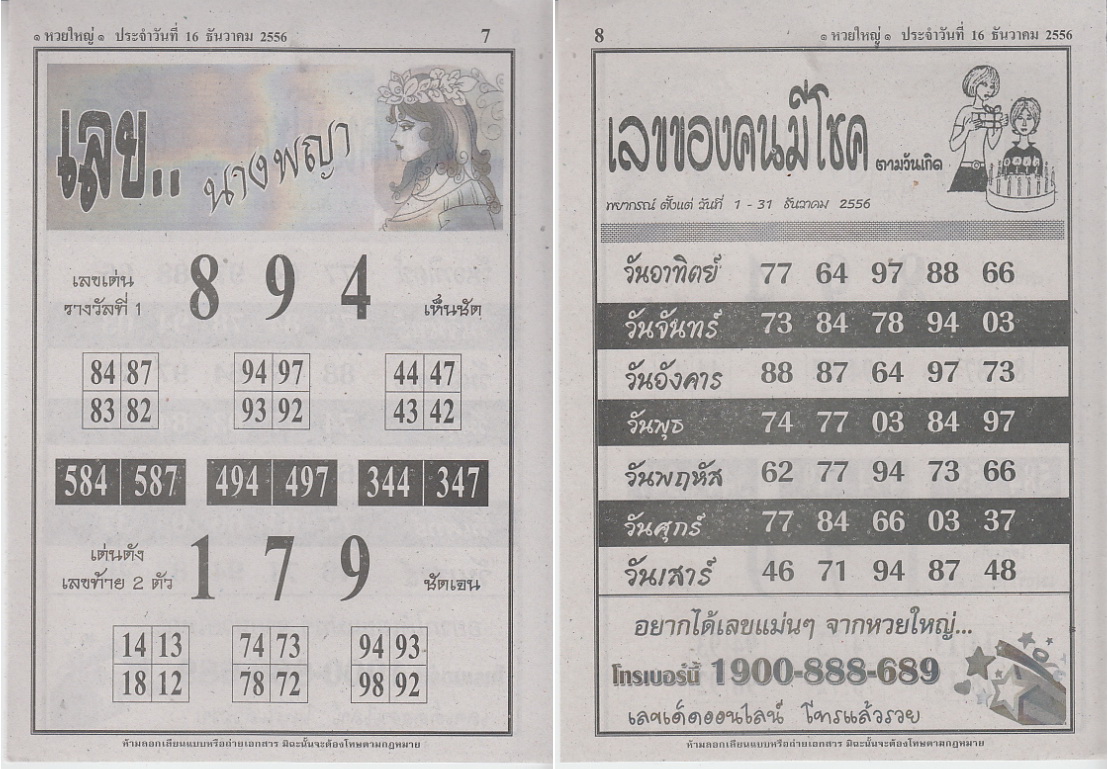 ๑ หวยใหญ่ ๑ ประจำวันที่ 16 ธันวาคม 2556 7
เลข.. นางพญา
เลขเด่น
รางวัลที่ 1 8 9 4 เห็นชัด
84 87 94 97 44 47
83 82 93 92 43 42
584 587 494 497 344 347
เด่นดัง
เลขท้าย 2 ตัว 1 7 9 ชัดเจน
14 13 74 73 94 93
18 12 78 72 98 92
ห้ามลอกเลียนแบบหรือถ่ายเอกสาร มิฉะนั้นจะต้องโทษตามกฎหมาย
8 ๑ หวยใหญ่ ๑ ประจำวันที่ 16 ธันวาคม 2556
เลขของคนมีโชค ตามวันเกิด
พยากรณ์ ตั้งแต่ วันที่ 1 - 31 ธันวาคม 2556
วันอาทิตย์ 77 64 97 88 66
วันจันทร์ 73 84 78 94 03
วันอังคาร 88 87 64 97 73
วันพุธ 74 77 03 84 97
วันพฤหัส 62 77 94 73 66
วันศุกร์ 77 84 66 03 37
วันเสาร์ 46 71 94 87 48
อยากได้เลขแม่นๆ จากหวยใหญ่...
โทรเบอร์นี้ 1900-888-689
เลขเด็ดออนไลน์ โทรแล้วรวย
ห้ามลอกเลียนแบบหรือถ่ายเอกสาร มิฉะนั้นจะต้องโทษตามกฎหมาย